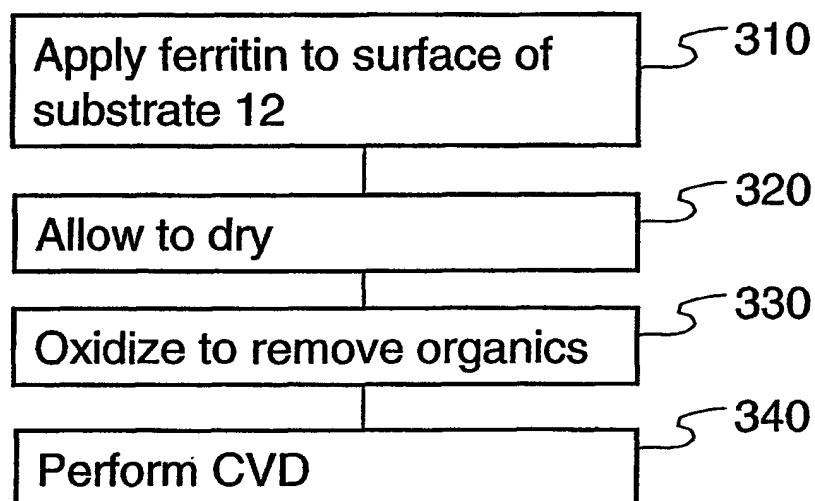 Apply ferritin to surface of
substrate 12
310
Allow to dry
320
Oxidize to remove organics
330
Perform CVD
340